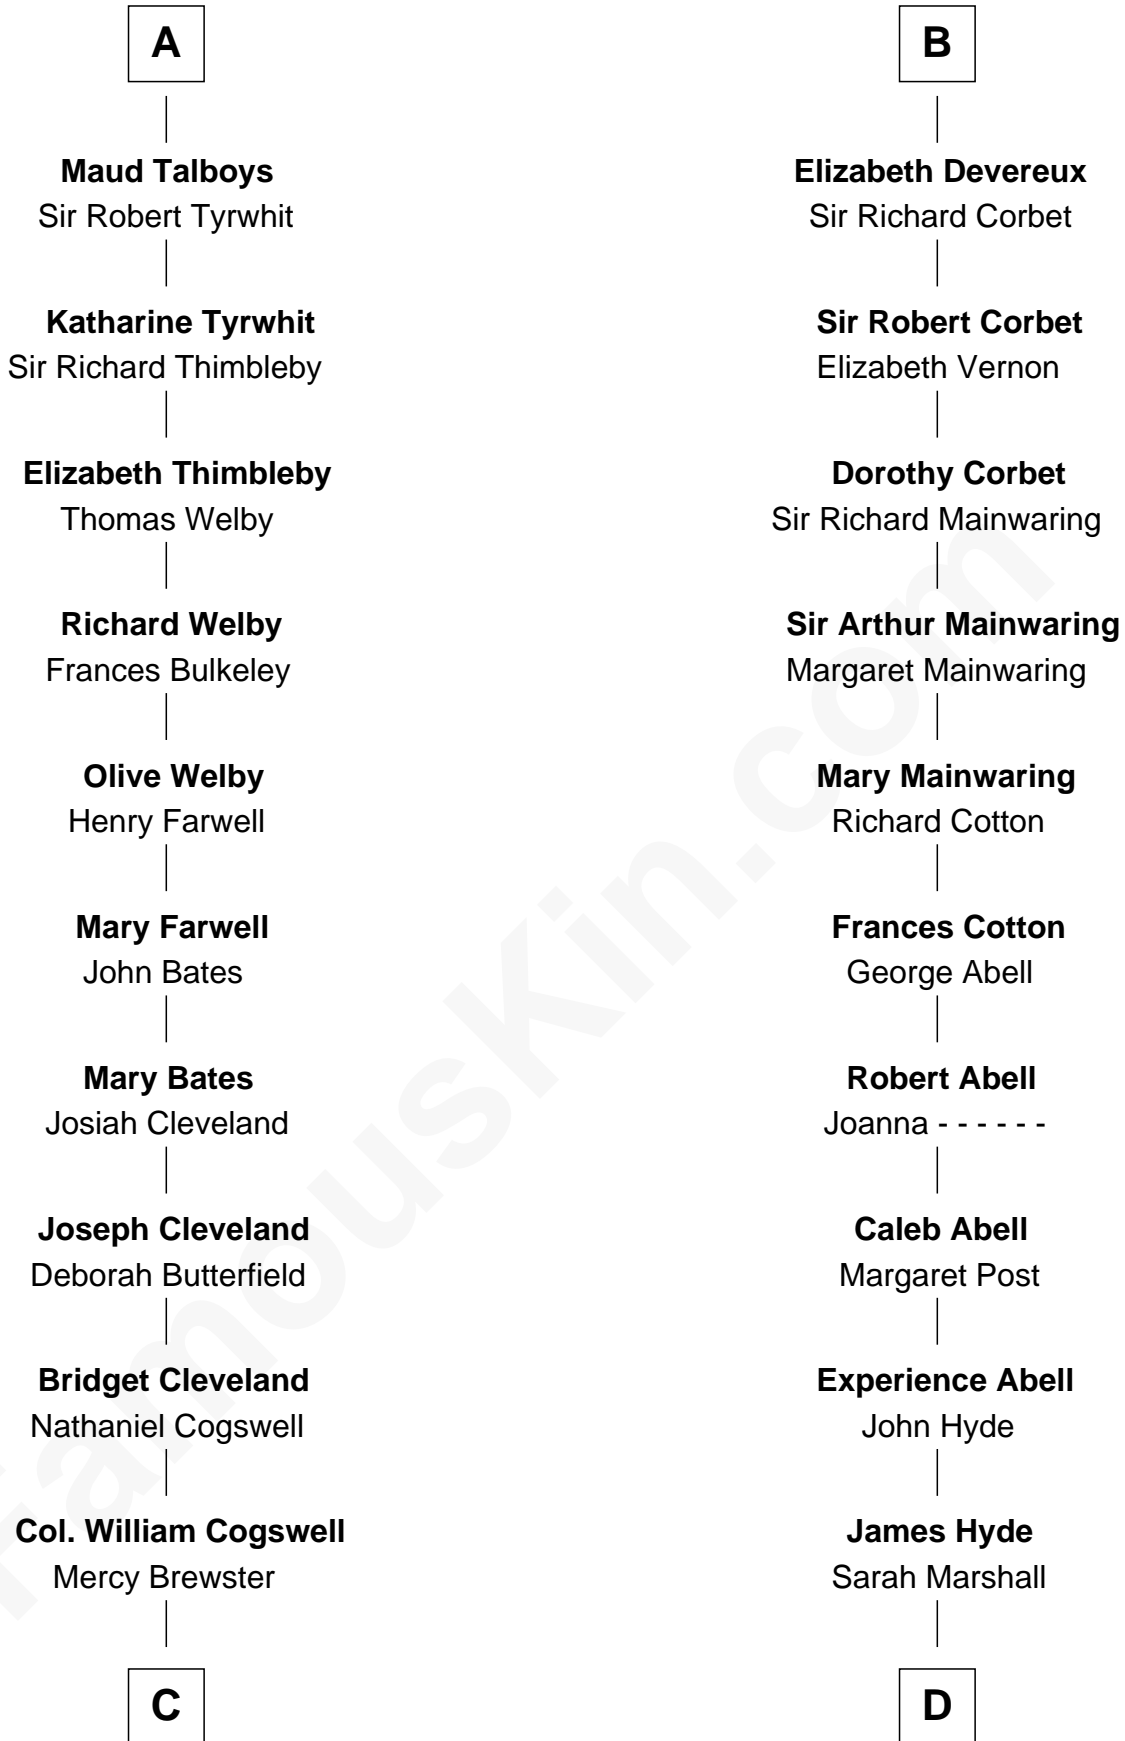 A
Maud Talboys
Sir Robert Tyrwhit
Katharine Tyrwhit
Sir Richard Thimbleby
Elizabeth Thimbleby
Thomas Welby
Richard Welby
Frances Bulkeley
Olive Welby
Henry Farwell
Mary Farwell
John Bates
Mary Bates
Josiah Cleveland
Joseph Cleveland
Deborah Butterfield
Bridget Cleveland
Nathaniel Cogswell
Col. William Cogswell
Mercy Brewster
C
B
Elizabeth Devereux
Sir Richard Corbet
Sir Robert Corbet
Elizabeth Vernon
Dorothy Corbet
Sir Richard Mainwaring
Sir Arthur Mainwaring
Margaret Mainwaring
Mary Mainwaring
Richard Cotton
Frances Cotton
George Abell
Robert Abell
Joanna - - - - - -
Caleb Abell
Margaret Post
Experience Abell
John Hyde
James Hyde
Sarah Marshall
D
FamousKin.com